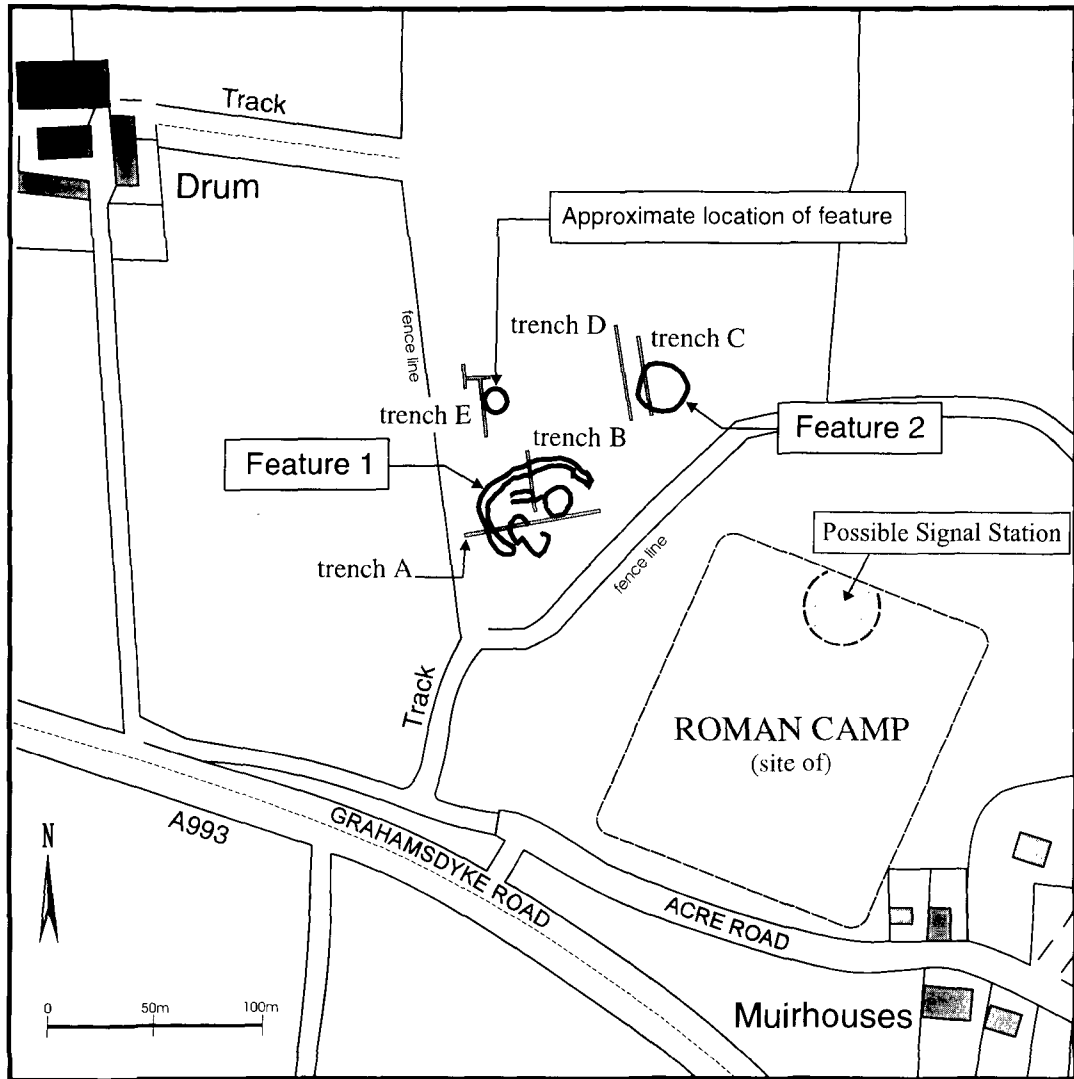 Track
Drum
Approximate location of feature
fence line
trench D
trench C
trench E
trench B
Feature 2
Feature 1
trench A
Possible Signal Station
fence line
Track
ROMAN CAMP
(site of)
A993
GRAHAMSDYKE ROAD
ACRE ROAD
N
0 50m 100m
Muirhouses